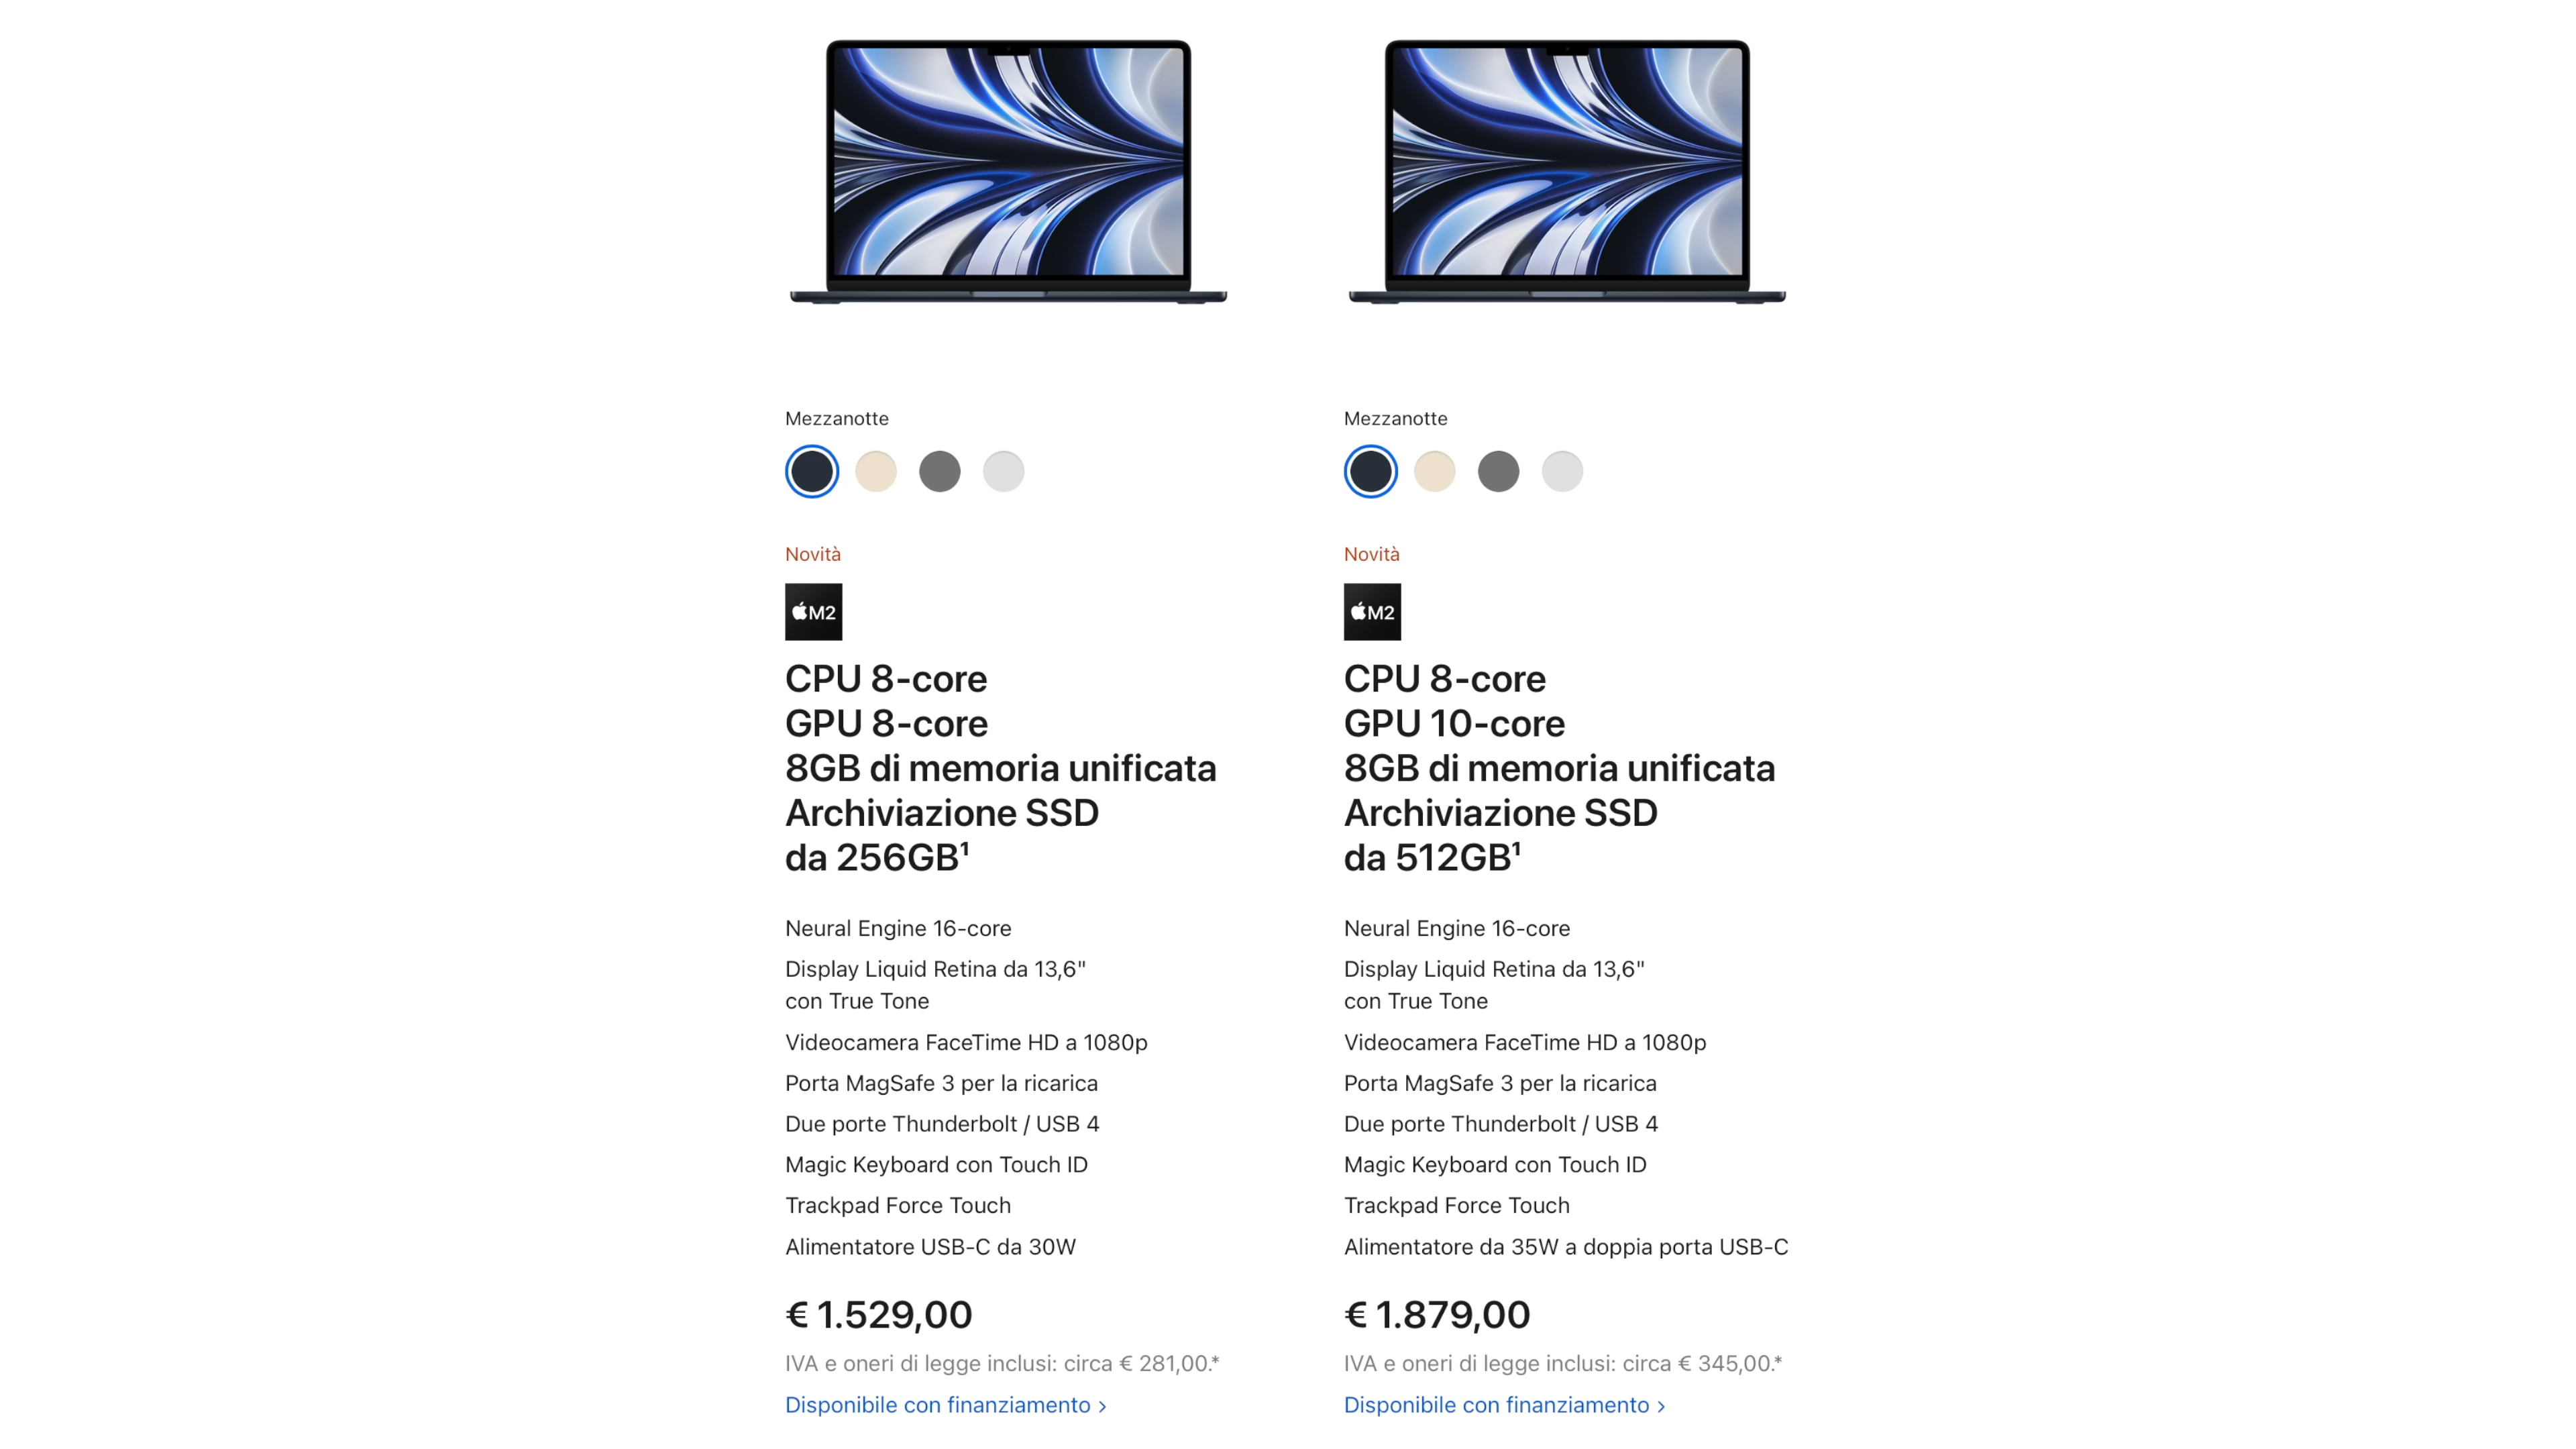 Mezzanotte
Novità
M2
CPU 8-core
GPU 8-core
8GB di memoria unificata
Archiviazione SSD
da 256GB¹
Neural Engine 16-core
Display Liquid Retina da 13,6"
con True Tone
Videocamera FaceTime HD a 1080p
Porta MagSafe 3 per la ricarica
Due porte Thunderbolt / USB 4
Magic Keyboard con Touch ID
Trackpad Force Touch
Alimentatore USB-C da 30W
€ 1.529,00
IVA e oneri di legge inclusi: circa € 281,00.*
Disponibile con finanziamento >
Mezzanotte
Novità
M2
CPU 8-core
GPU 10-core
8GB di memoria unificata
Archiviazione SSD
da 512GB¹
Neural Engine 16-core
Display Liquid Retina da 13,6"
con True Tone
Videocamera FaceTime HD a 1080p
Porta MagSafe 3 per la ricarica
Due porte Thunderbolt / USB 4
Magic Keyboard con Touch ID
Trackpad Force Touch
Alimentatore da 35W a doppia porta USB-C
€ 1.879,00
IVA e oneri di legge inclusi: circa € 345,00.*
Disponibile con finanziamento >